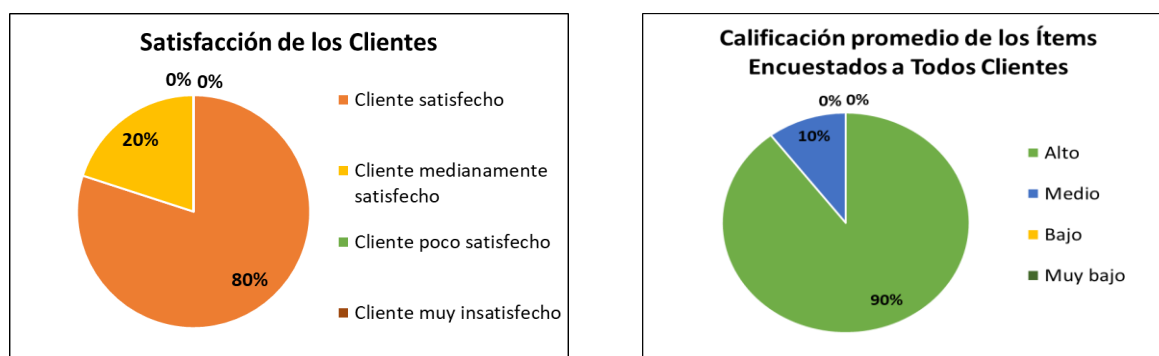 Satisfacción de los Clientes
0% 0%
20%
80%
Cliente satisfecho
Cliente medianamente
satisfecho
Cliente poco satisfecho
Cliente muy insatisfecho
Calificación promedio de los Ítems
Encuestados a Todos Clientes
0% 0%
10%
90%
Alto
Medio
Bajo
Muy bajo